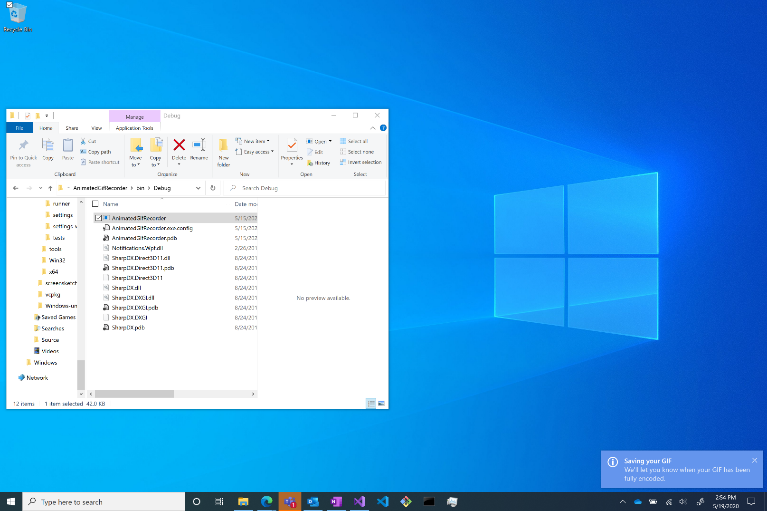 Recycle Bin
Manage
Debug
File
Home
Share
View
Application Tools
Pin to Quick access
Copy
Paste
Cut
Copy path
Paste shortcut
Clipboard
Move to
Copy to
Delete
Rename
Organize
New folder
New item
Easy access
New
Properties
Open
Edit
History
Open
Select all
Select none
Invert selection
Select
AnimatedGifRecorder > bin > Debug
Search Debug
Name
Date mo
runner
settings
tests
tools
Win32
x64
screensketch
vcpkg
Windows-un
Saved Games
Searches
Source
Videos
Windows
Network
AnimatedGifRecorder 5/15/202
AnimatedGifRecorder.exe.config 5/15/202
AnimatedGifRecorder.pdb 5/15/202
Notifications.Wpf.dll 2/26/201
SharpDX.Direct3D11.dll 8/24/201
SharpDX.Direct3D11.pdb 8/24/201
SharpDX.Direct3D11 8/24/201
SharpDX.dll 8/24/201
SharpDX.DXGI.dll 8/24/201
SharpDX.DXGI.pdb 8/24/201
SharpDX.DXGI 8/24/201
SharpDX.pdb 8/24/201
No preview available.
12 items
1 item selected 42.0 KB
Saving your GIF
We'll let you know when your GIF has been
fully encoded.
Type here to search
2:54 PM
5/19/2020